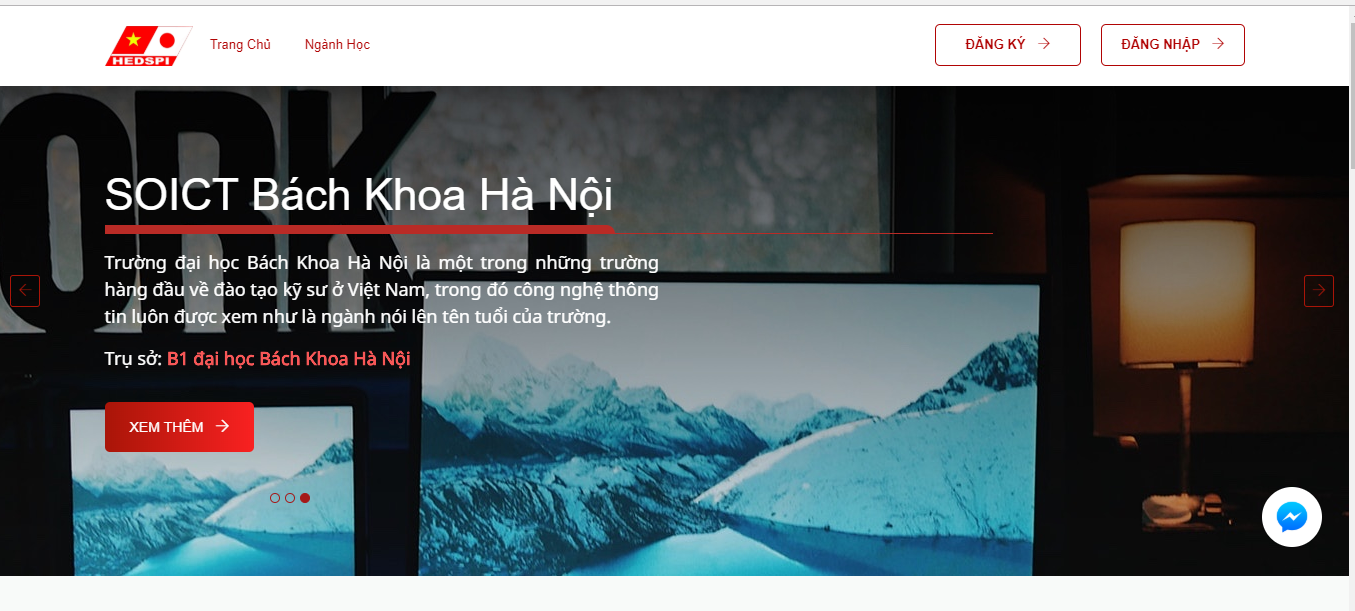 HEDSPI
Trang Chủ
Ngành Học
ĐĂNG KÝ
ĐĂNG NHẬP
ORK
SOICT Bách Khoa Hà Nội
Trường đại học Bách Khoa Hà Nội là một trong những trường
hàng đầu về đào tạo kỹ sư ở Việt Nam, trong đó công nghệ thông
tin luôn được xem như là ngành nói lên tên tuổi của trường.
Trụ sở: B1 đại học Bách Khoa Hà Nội
XEM THÊM